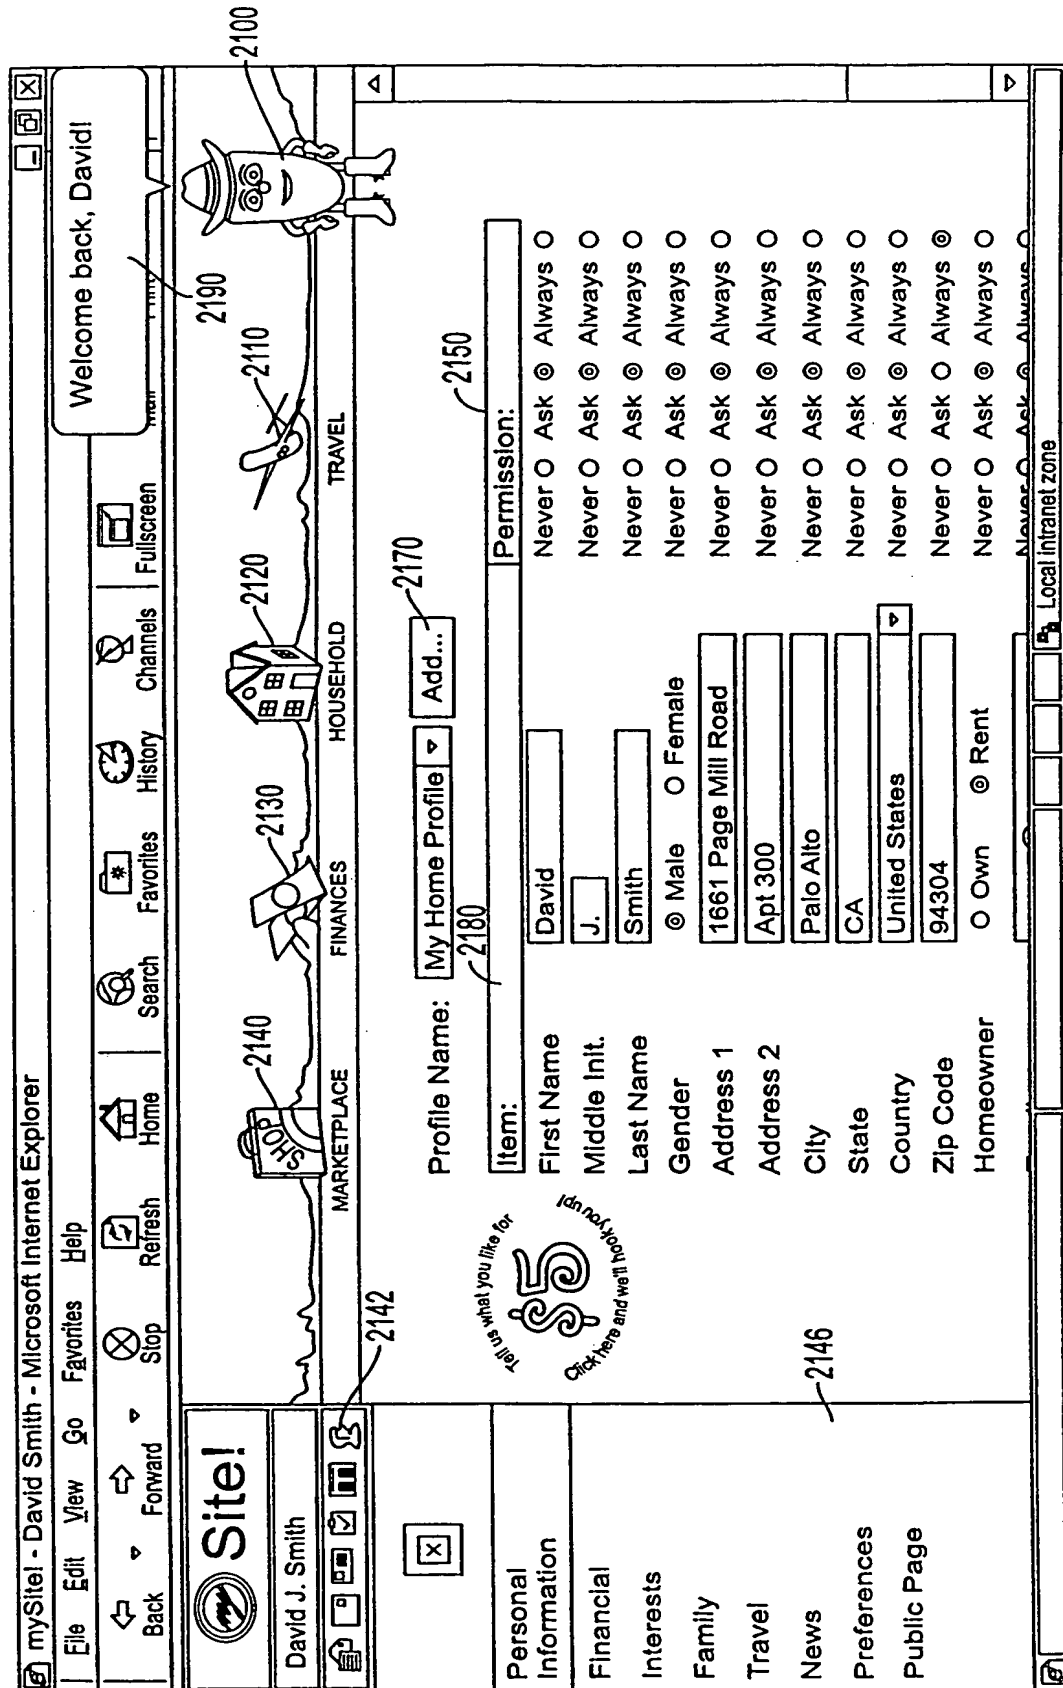 mySite! - David Smith - Microsoft Internet Explorer
File Edit View Go Favorites Help
Back Forward Stop Refresh Home Search Favorites History Channels Fullscreen Mail
Welcome back, David!
2190
2100
my Site!
David J. Smith
2142
2140
2130
2120
2110
SHOP
MARKETPLACE FINANCES HOUSEHOLD TRAVEL
Personal
Information
Financial
Interests
Family
Travel
News
Preferences
Public Page
2146
Tell us what you like for
$5
Click here and we'll hook you up!
Profile Name: My Home Profile Add...
2170
2180
2150
Item: Permission:
First Name David Never Ask Always
Middle Init. J. Never Ask Always
Last Name Smith Never Ask Always
Gender Male Female Never Ask Always
Address 1 1661 Page Mill Road Never Ask Always
Address 2 Apt 300 Never Ask Always
City Palo Alto Never Ask Always
State CA Never Ask Always
Country United States Never Ask Always
Zip Code 94304 Never Ask Always
Homeowner Own Rent Never Ask Always
Never Ask Always
Local intranet zone